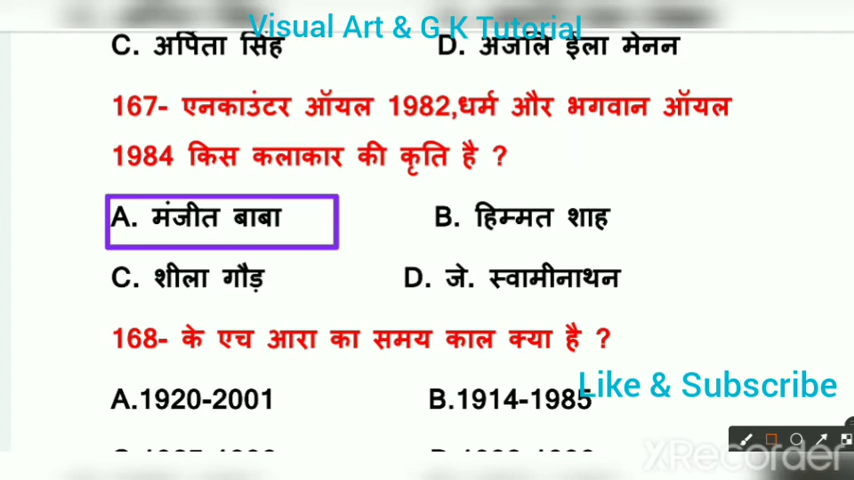 Visual Art & G K Tutorial
C. अर्पिता सिंह D. अंजलि इला मेनन
167- एनकाउंटर ऑयल 1982,धर्म और भगवान ऑयल
1984 किस कलाकार की कृति है ?
A. मंजीत बाबा B. हिम्मत शाह
C. शीला गौड़ D. जे. स्वामीनाथन
168- के एच आरा का समय काल क्या है ?
A.1920-2001 B.1914-1985
Like & Subscribe
XRecorder